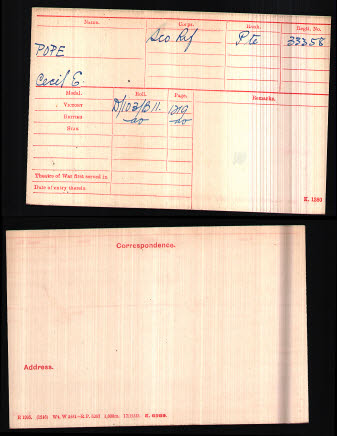 Name. Corps. Rank. Regtl. No.
POPE Sco Rif Pte 33358
Cecil E.
Medal. Roll. Page. Remarks.
Victory D/103/B11 1219
British do do
Star
Theatre of War first served in
Date of entry therein
K. 1380
Correspondence.
Address.